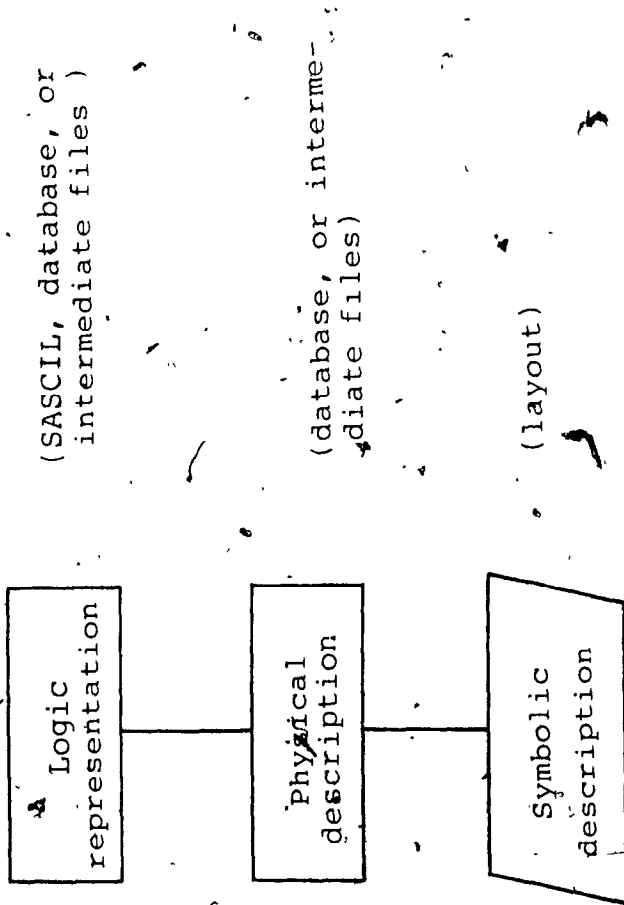 Logic
representation
(SASCIL, database, or
intermediate files )
Physical
description
(database, or interme-
diate files)
Symbolic
description
(layout)